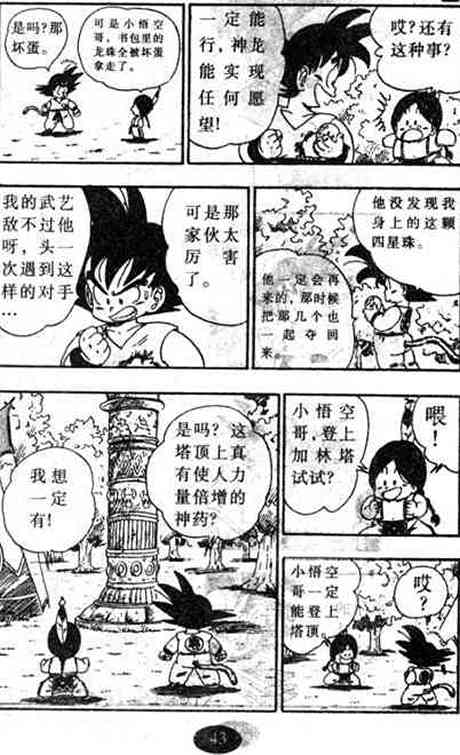 哎?还有
这种事?
一定能
行,神龙
能实现
任何愿
望!
可是小悟空
哥,书包里的
龙珠全被坏蛋
拿走了。
是吗?那
坏蛋。
他没发现我
身上的这颗
四星珠。
他一定会再
来的,那时候
把那几个也
一起夺回
来。
可是那
家伙太
厉害
了。
我的武艺
敌不过他
呀,头一
次遇到这
样的对手
…
喂!
小悟空
哥,登上
加林塔
试试?
哎?
小悟空
哥一定
能登上
塔顶。
是吗?这
塔顶上真
有使人力
量倍增的
神药?
我想
一定
有!
43